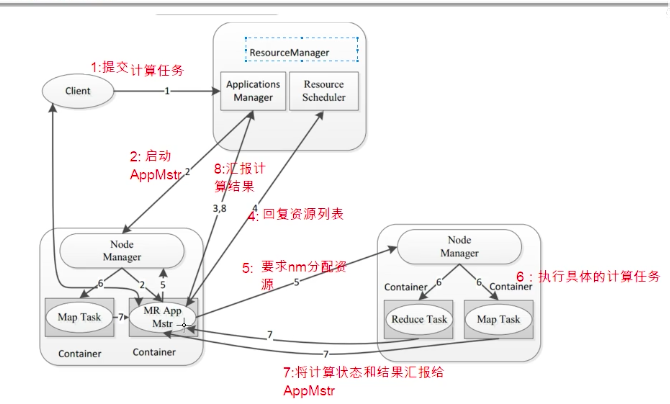 ResourceManager
1:提交计算任务
Client
1
Applications
Manager
Resource
Scheduler
2: 启动
AppMstr
2
8:汇报计
算结果
3,8
4
4: 回复资源列表
Node
Manager
6
2
5
Map Task
7
MR App
Mstr
Container
Container
5: 要求nm分配资
源
5
Node
Manager
6:执行具体的计算任务
Container
6
6
Container
Reduce Task
Map Task
7
7
7:将计算状态和结果汇报给
AppMstr